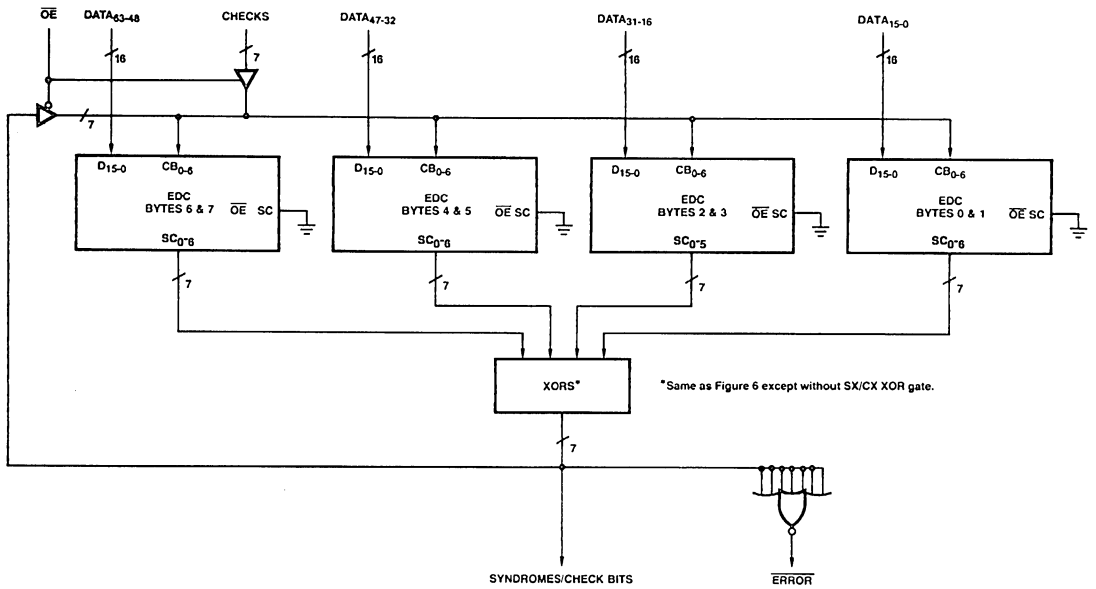 OE DATA63-48 CHECKS DATA47-32 DATA31-16 DATA15-0
16 7 16 16 16
7
D15-0 CB0-6 D15-0 CB0-6 D15-0 CB0-6 D15-0 CB0-6
EDC EDC EDC EDC
BYTES 6 & 7 OE SC BYTES 4 & 5 OE SC BYTES 2 & 3 OE SC BYTES 0 & 1 OE SC
SC0-6 SC0-6 SC0-5 SC0-6
7 7 7 7
XORS* *Same as Figure 6 except without SX/CX XOR gate.
7
SYNDROMES/CHECK BITS ERROR